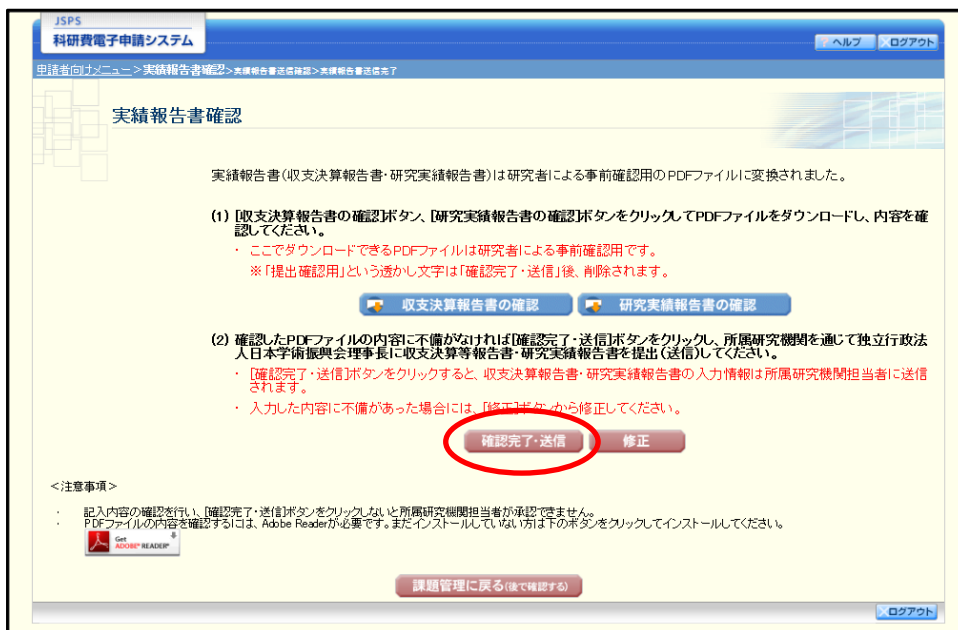 JSPS
科研費電子申請システム
? ヘルプ
×ログアウト
申請者向けメニュー>実績報告書確認>実績報告書送信確認>実績報告書送信完了
実績報告書確認
実績報告書(収支決算報告書・研究実績報告書)は研究者による事前確認用のPDFファイルに変換されました。
(1) [収支決算報告書の確認]ボタン、[研究実績報告書の確認]ボタンをクリックしてPDFファイルをダウンロードし、内容を確
認してください。
・ ここでダウンロードできるPDFファイルは研究者による事前確認用です。
※「提出確認用」という透かし文字は「確認完了・送信」後、削除されます。
収支決算報告書の確認
研究実績報告書の確認
(2) 確認したPDFファイルの内容に不備がなければ[確認完了・送信]ボタンをクリックし、所属研究機関を通じて独立行政法
人日本学術振興会理事長に収支決算等報告書・研究実績報告書を提出(送信)してください。
・ [確認完了・送信]ボタンをクリックすると、収支決算報告書・研究実績報告書の入力情報は所属研究機関担当者に送信
されます。
・ 入力した内容に不備があった場合には、[修正]ボタンから修正してください。
確認完了・送信
修正
<注意事項>
・ 記入内容の確認を行い、[確認完了・送信]ボタンをクリックしないと所属研究機関担当者が承認できません。
・ PDFファイルの内容を確認するには、Adobe Readerが必要です。まだインストールしていない方は下のボタンをクリックしてインストールしてください。
Get
ADOBE® READER®
課題管理に戻る(後で確認する)
×ログアウト